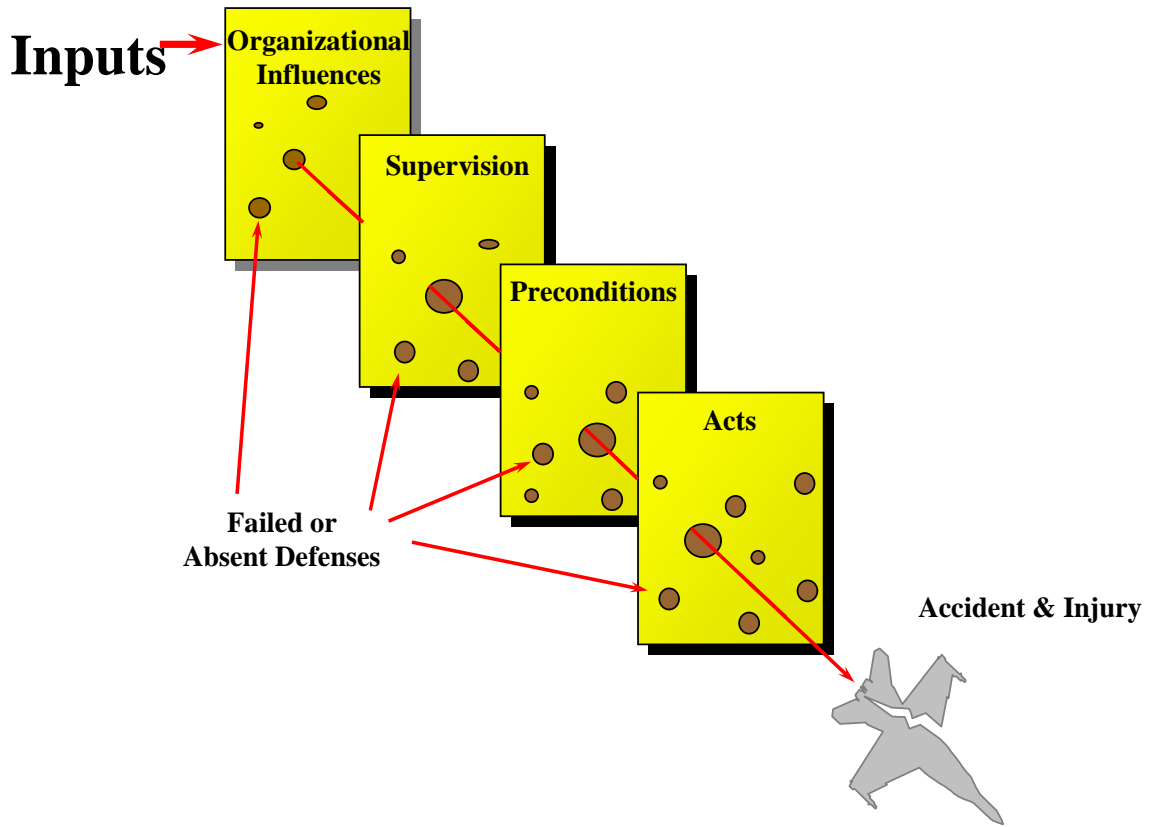 Inputs
Organizational
Influences
Supervision
Preconditions
Acts
Failed or
Absent Defenses
Accident & Injury